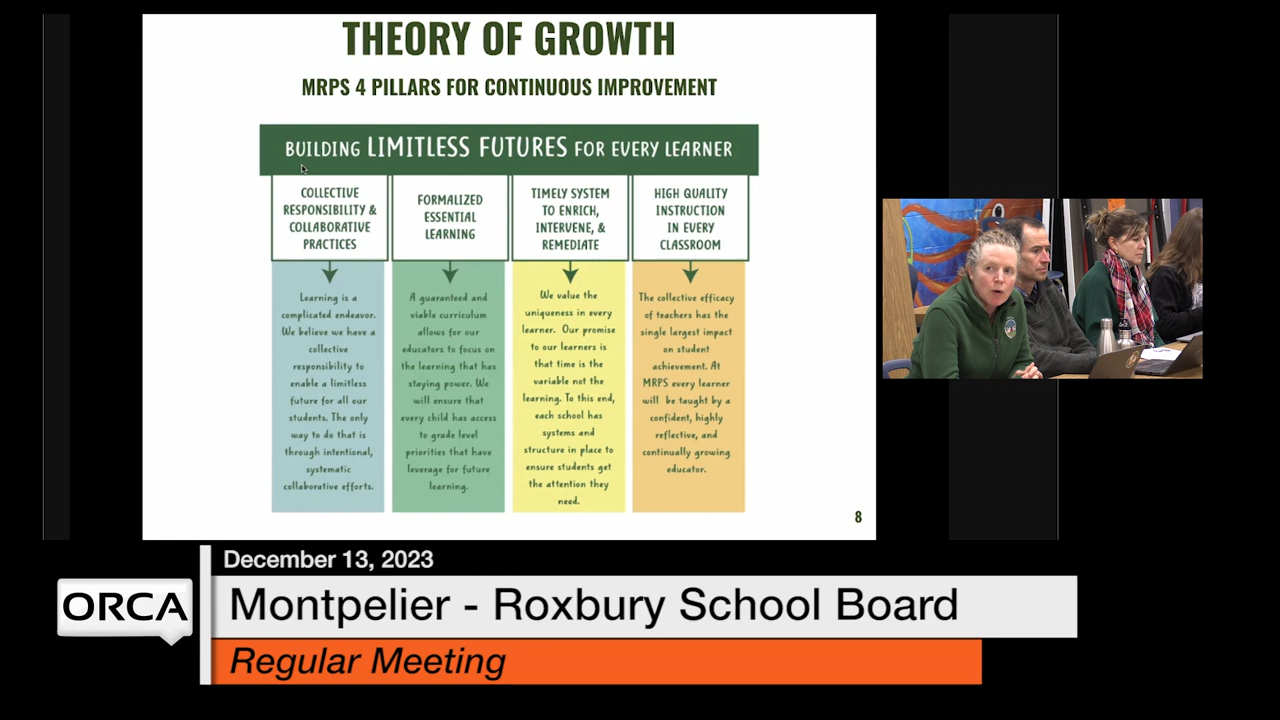 THEORY OF GROWTH
MRPS 4 PILLARS FOR CONTINUOUS IMPROVEMENT
BUILDING LIMITLESS FUTURES FOR EVERY LEARNER
COLLECTIVE
RESPONSIBILITY &
COLLABORATIVE
PRACTICES
Learning is a
complicated endeavor.
We believe we have a
collective
responsibility to
enable a limitless
future for all our
students. The only
way to do that is
through intentional,
systematic
collaborative efforts.
FORMALIZED
ESSENTIAL
LEARNING
A guaranteed and
viable curriculum
allows for our
educators to focus on
the learning that has
staying power. We
will ensure that
every child has access
to grade level
priorities that have
leverage for future
learning.
TIMELY SYSTEM
TO ENRICH,
INTERVENE, &
REMEDIATE
We value the
uniqueness in every
learner. Our promise
to our learners is
that time is the
variable not the
learning. To this end,
each school has
systems and
structure in place to
ensure students get
the attention they
need.
HIGH QUALITY
INSTRUCTION
IN EVERY
CLASSROOM
The collective efficacy
of teachers has the
single largest impact
on student
achievement. At
MRPS every learner
will be taught by a
confident, highly
reflective, and
continually growing
educator.
8
December 13, 2023
ORCA
Montpelier - Roxbury School Board
Regular Meeting